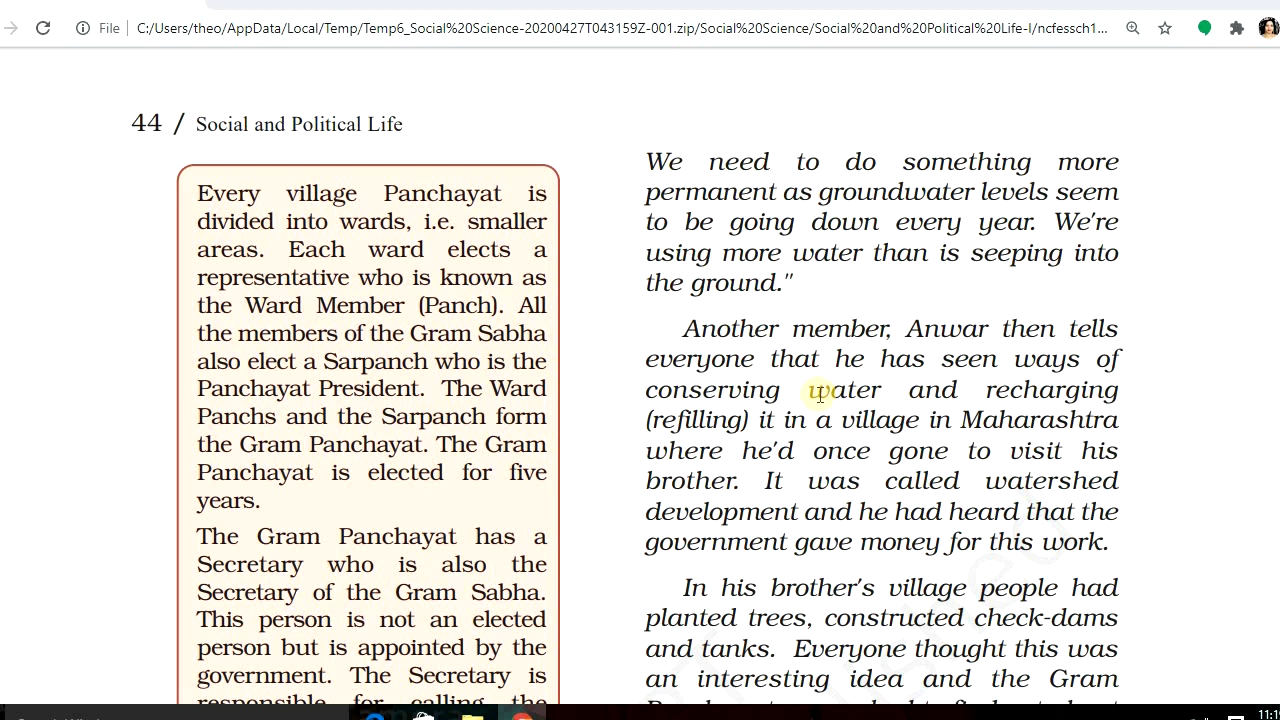 File
C:/Users/theo/AppData/Local/Temp/Temp6_Social%20Science-20200427T043159Z-001.zip/Social%20Science/Social%20and%20Political%20Life-I/ncfessch1...
44 / Social and Political Life
Every village Panchayat is
divided into wards, i.e. smaller
areas. Each ward elects a
representative who is known as
the Ward Member (Panch). All
the members of the Gram Sabha
also elect a Sarpanch who is the
Panchayat President. The Ward
Panchs and the Sarpanch form
the Gram Panchayat. The Gram
Panchayat is elected for five
years.
The Gram Panchayat has a
Secretary who is also the
Secretary of the Gram Sabha.
This person is not an elected
person but is appointed by the
government. The Secretary is
responsible for calling the
We need to do something more
permanent as groundwater levels seem
to be going down every year. We're
using more water than is seeping into
the ground."
Another member, Anwar then tells
everyone that he has seen ways of
conserving water and recharging
(refilling) it in a village in Maharashtra
where he'd once gone to visit his
brother. It was called watershed
development and he had heard that the
government gave money for this work.
In his brother's village people had
planted trees, constructed check-dams
and tanks. Everyone thought this was
an interesting idea and the Gram